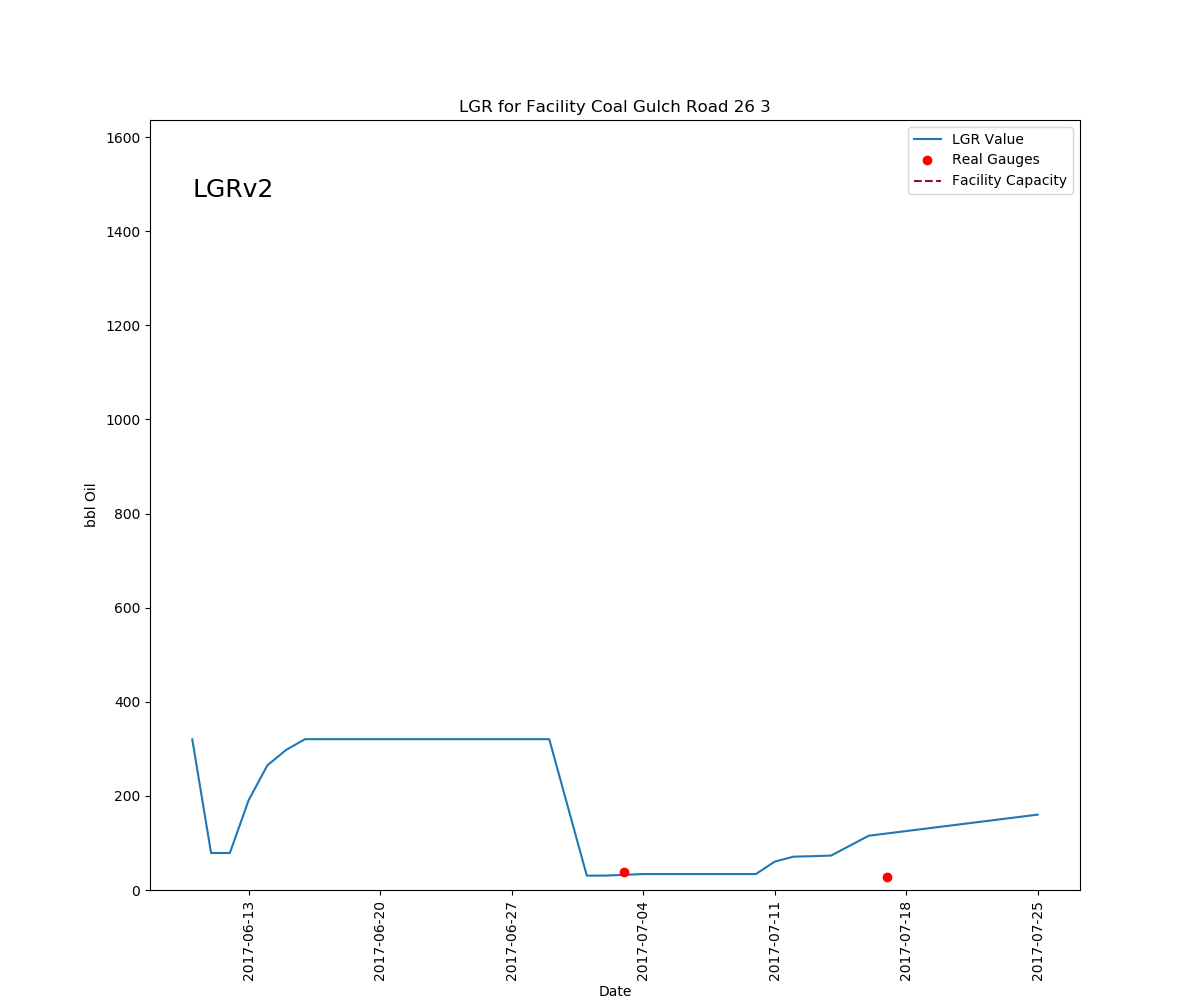 LGR for Facility Coal Gulch Road 26 3
LGRv2
LGR Value
Real Gauges
Facility Capacity
1600
1400
1200
1000
800
600
400
200
0
bbl Oil
2017-06-13
2017-06-20
2017-06-27
2017-07-04
2017-07-11
2017-07-18
2017-07-25
Date